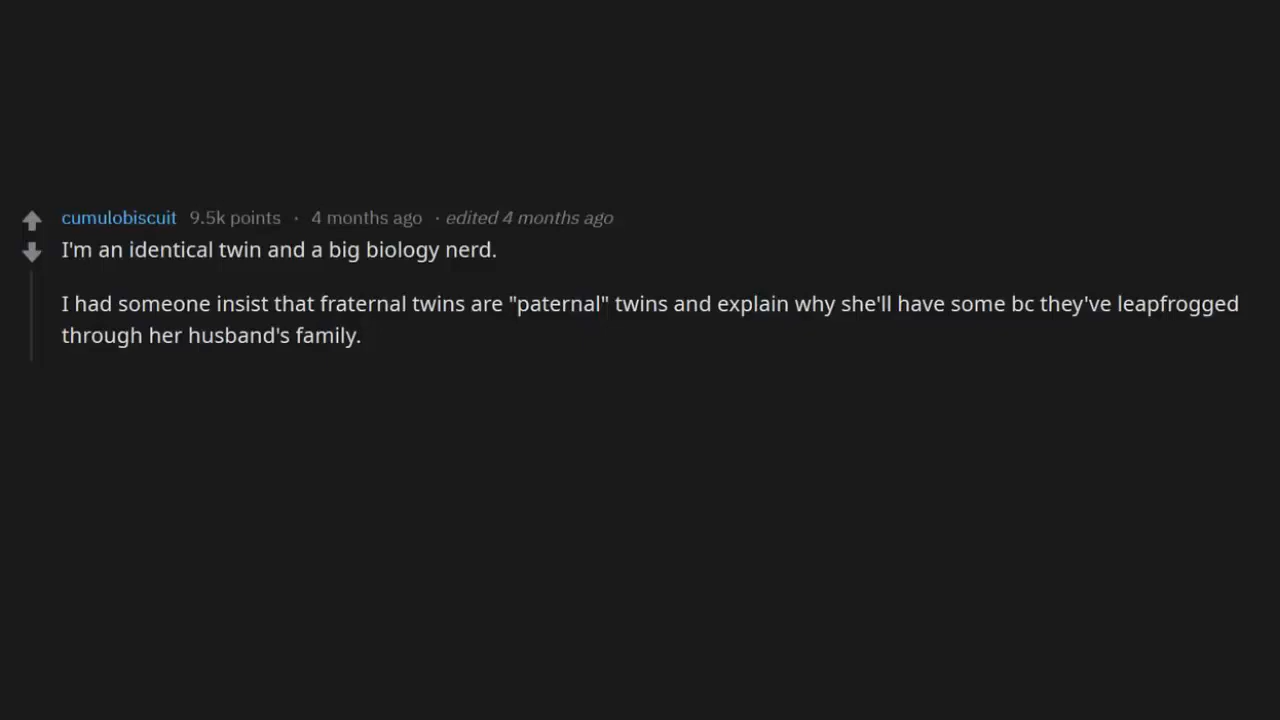 cumulobiscuit 9.5k points · 4 months ago · edited 4 months ago
I'm an identical twin and a big biology nerd.
I had someone insist that fraternal twins are "paternal" twins and explain why she'll have some bc they've leapfrogged
through her husband's family.